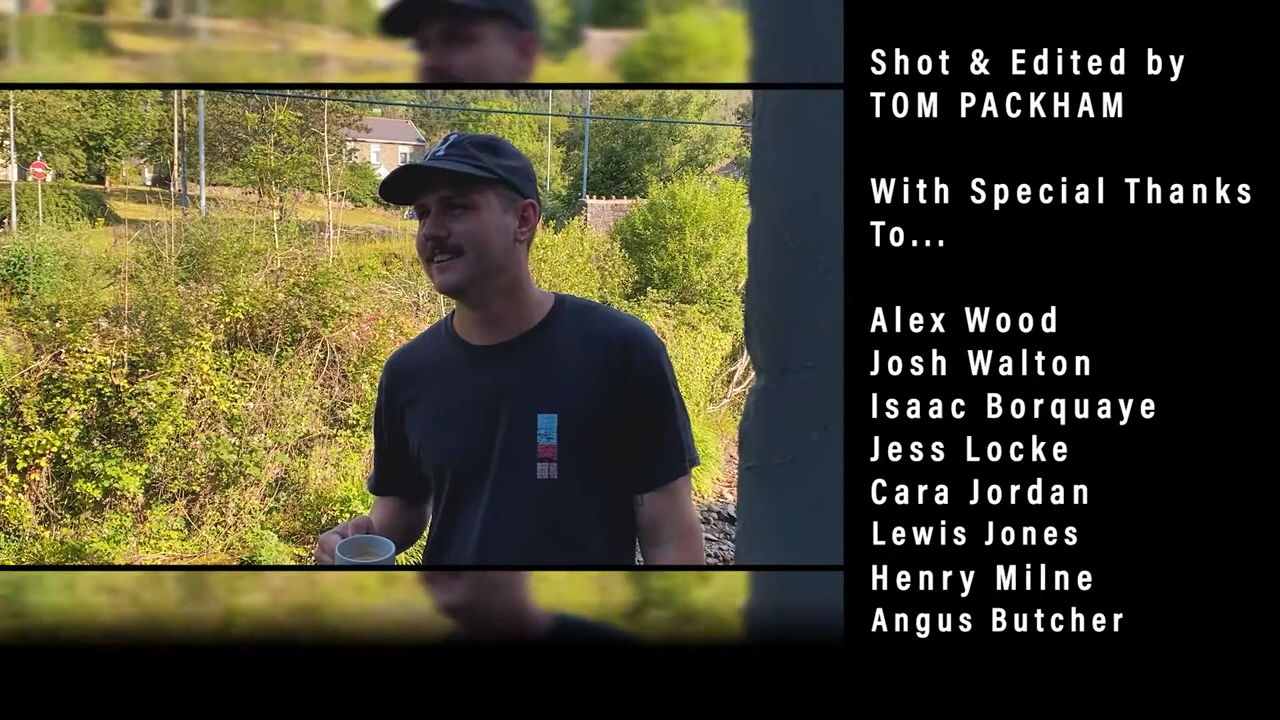 Shot & Edited by
TOM PACKHAM
With Special Thanks
To...
Alex Wood
Josh Walton
Isaac Borquaye
Jess Locke
Cara Jordan
Lewis Jones
Henry Milne
Angus Butcher